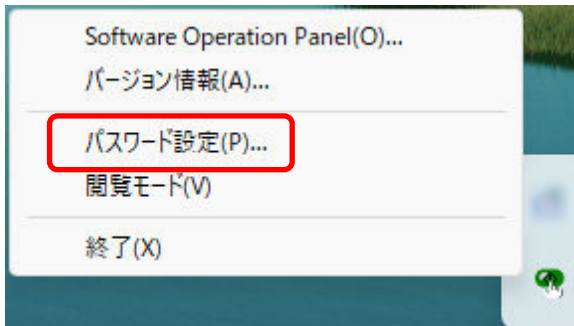 Software Operation Panel(O)...
バージョン情報(A)...
パスワード設定(P)...
閲覧モード(V)
終了(X)